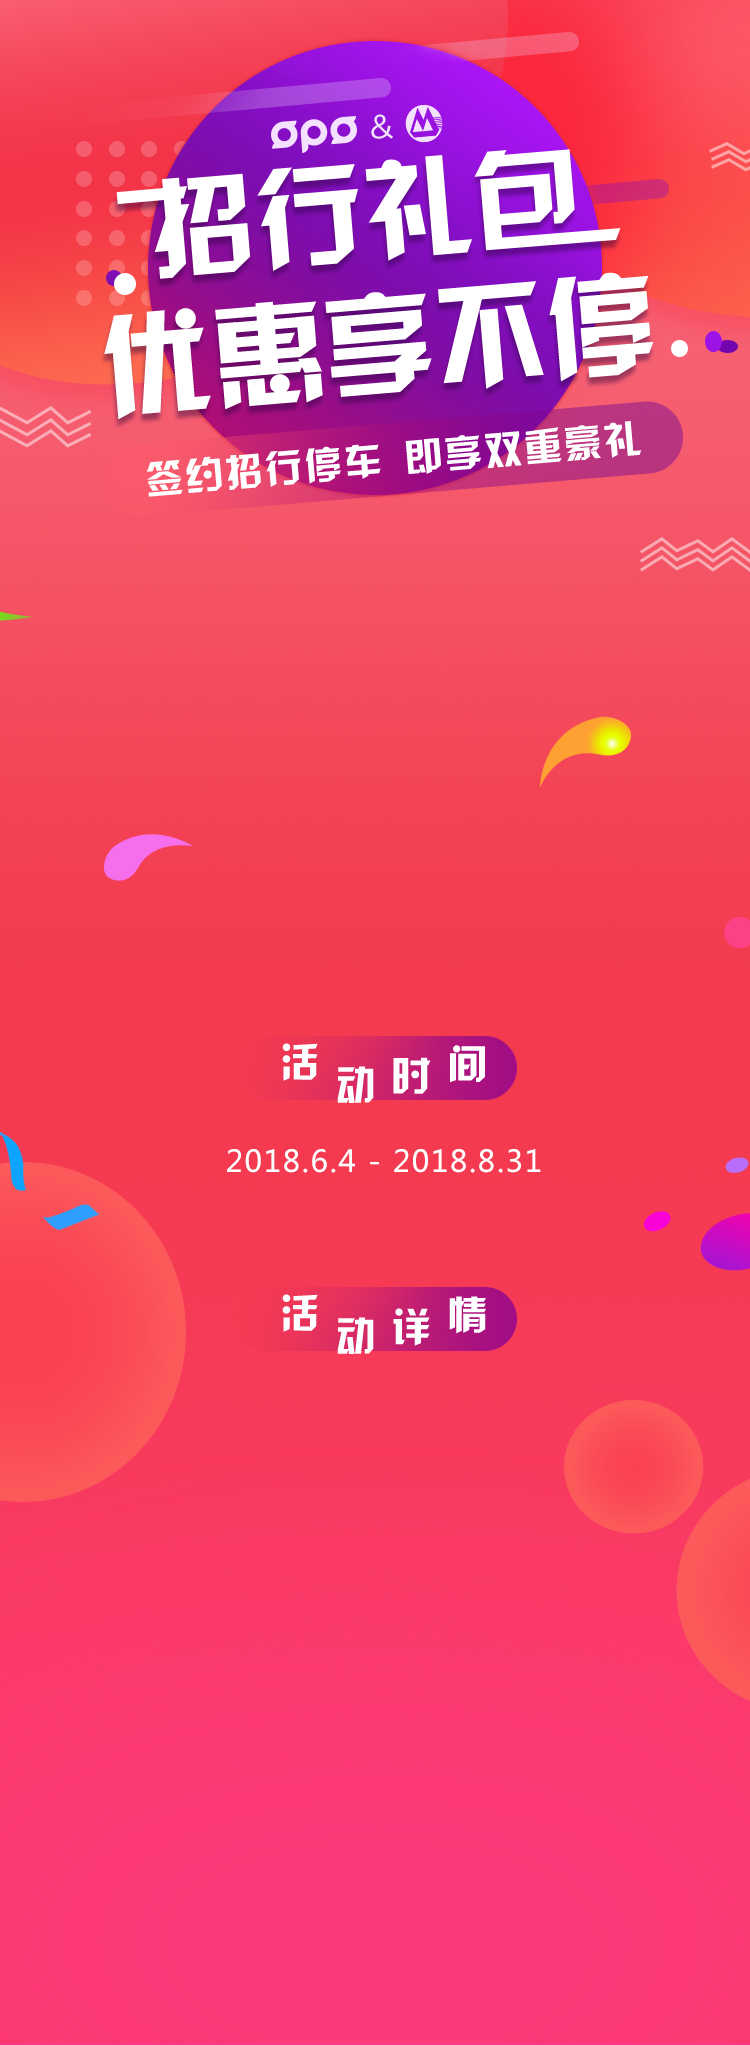 apa &
招行礼包
优惠享不停
签约招行停车 即享双重豪礼
活动时间
2018.6.4 - 2018.8.31
活动详情